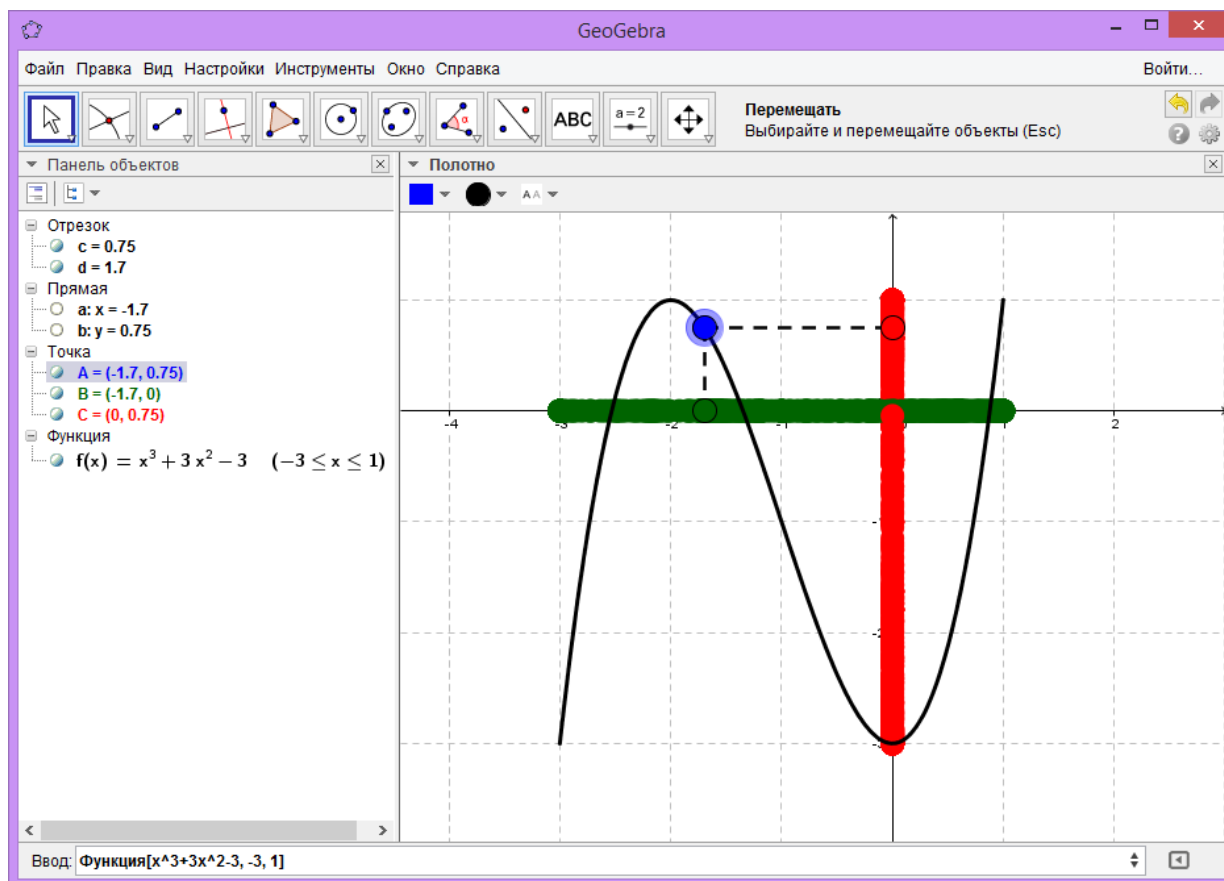 GeoGebra
Файл Правка Вид Настройки Инструменты Окно Справка Войти...
ABC a = 2 Перемещать
Выбирайте и перемещайте объекты (Esc)
Панель объектов
Полотно
A A
Отрезок
c = 0.75
d = 1.7
Прямая
a: x = -1.7
b: y = 0.75
Точка
A = (-1.7, 0.75)
B = (-1.7, 0)
C = (0, 0.75)
Функция
f(x) = x³ + 3 x² − 3 (−3 ≤ x ≤ 1)
-4 -3 -2 -1 1 2
Ввод: Функция[x^3+3x^2-3, -3, 1]